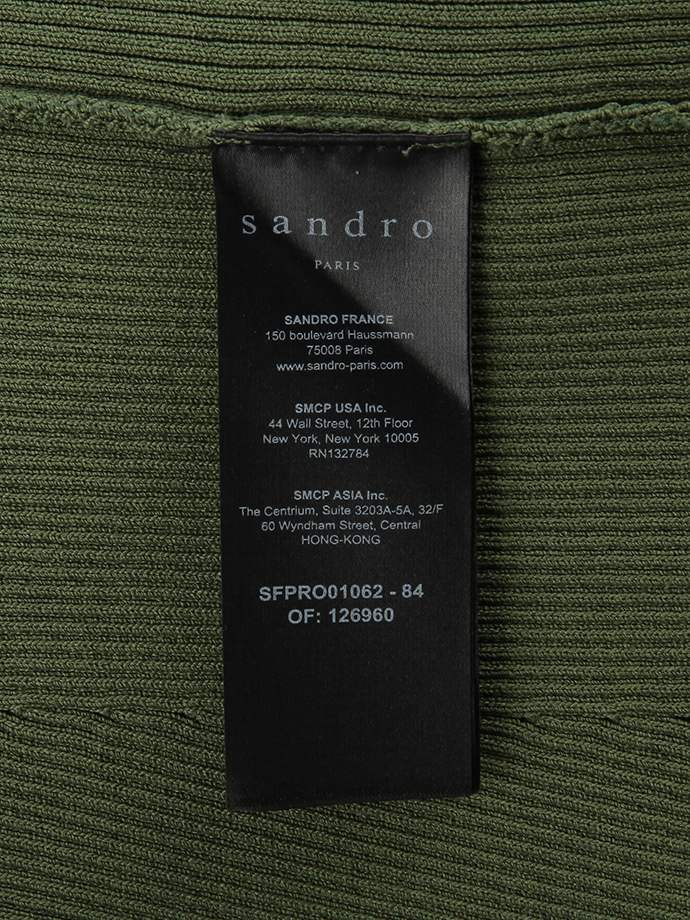 sandro
PARIS
SANDRO FRANCE
150 boulevard Haussmann
75008 Paris
www.sandro-paris.com
SMCP USA Inc.
44 Wall Street, 12th Floor
New York, New York 10005
RN132784
SMCP ASIA Inc.
The Centrium, Suite 3203A-5A, 32/F
60 Wyndham Street, Central
HONG-KONG
SFPRO01062 - 84
OF: 126960